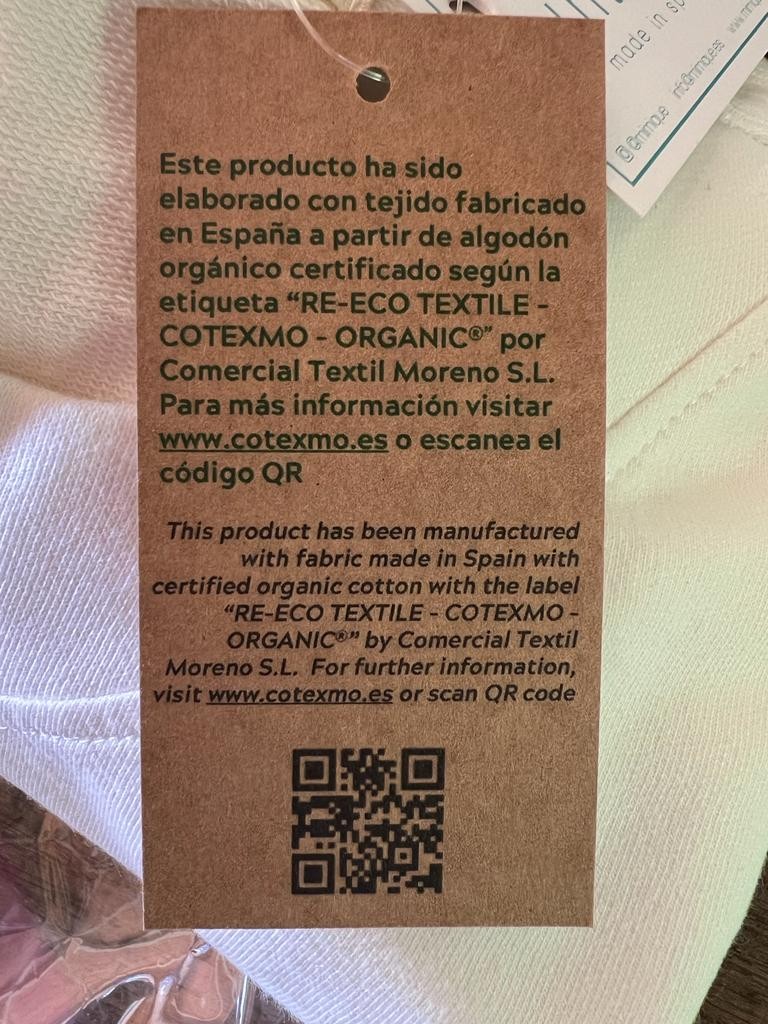 made in
Este producto ha sido
elaborado con tejido fabricado
en España a partir de algodón
orgánico certificado según la
etiqueta “RE-ECO TEXTILE -
COTEXMO - ORGANIC®” por
Comercial Textil Moreno S.L.
Para más información visitar
www.cotexmo.es o escanea el
código QR
This product has been manufactured
with fabric made in Spain with
certified organic cotton with the label
“RE-ECO TEXTILE - COTEXMO -
ORGANIC®” by Comercial Textil
Moreno S.L. For further information,
visit www.cotexmo.es or scan QR code